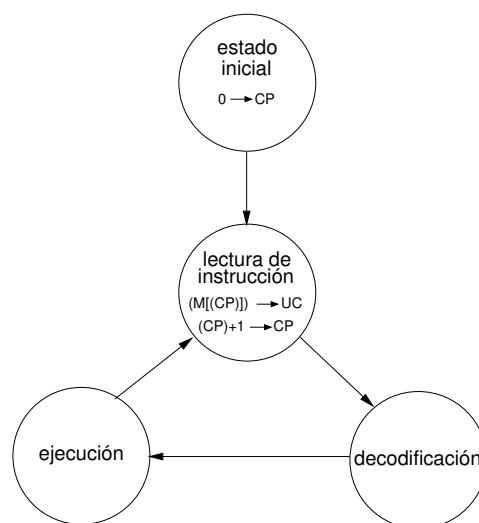 estado
inicial
0 → CP
lectura de
instrucción
(M[(CP)]) → UC
(CP)+1 → CP
ejecución
decodificación